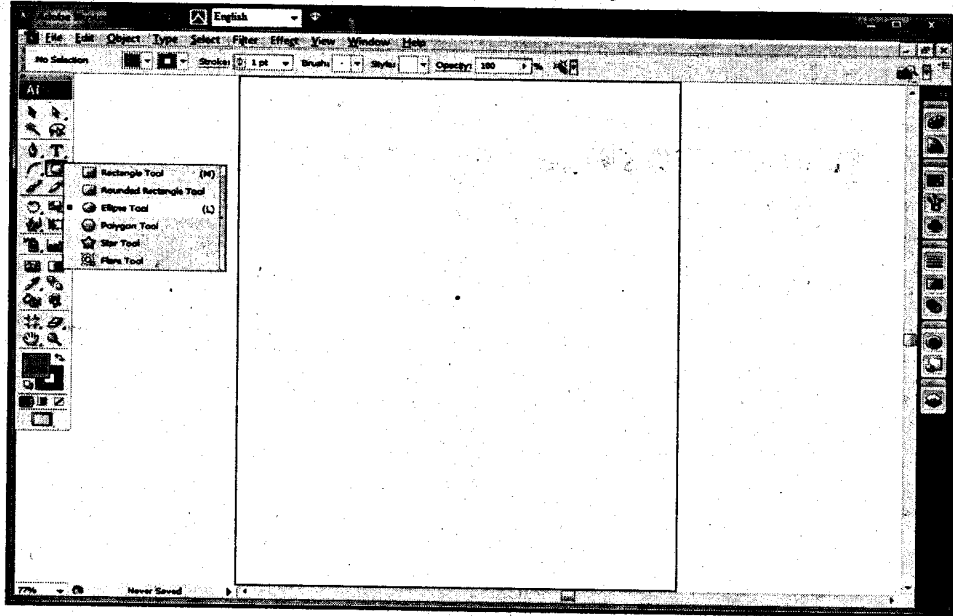 English
File Edit Object Type Select Filter Effect View Window Help
No Selection Stroke: 1 pt Brush: Style: Opacity: 100 %
Ai
Rectangle Tool (M)
Rounded Rectangle Tool
Ellipse Tool (L)
Polygon Tool
Star Tool
Flare Tool
77% Never Saved